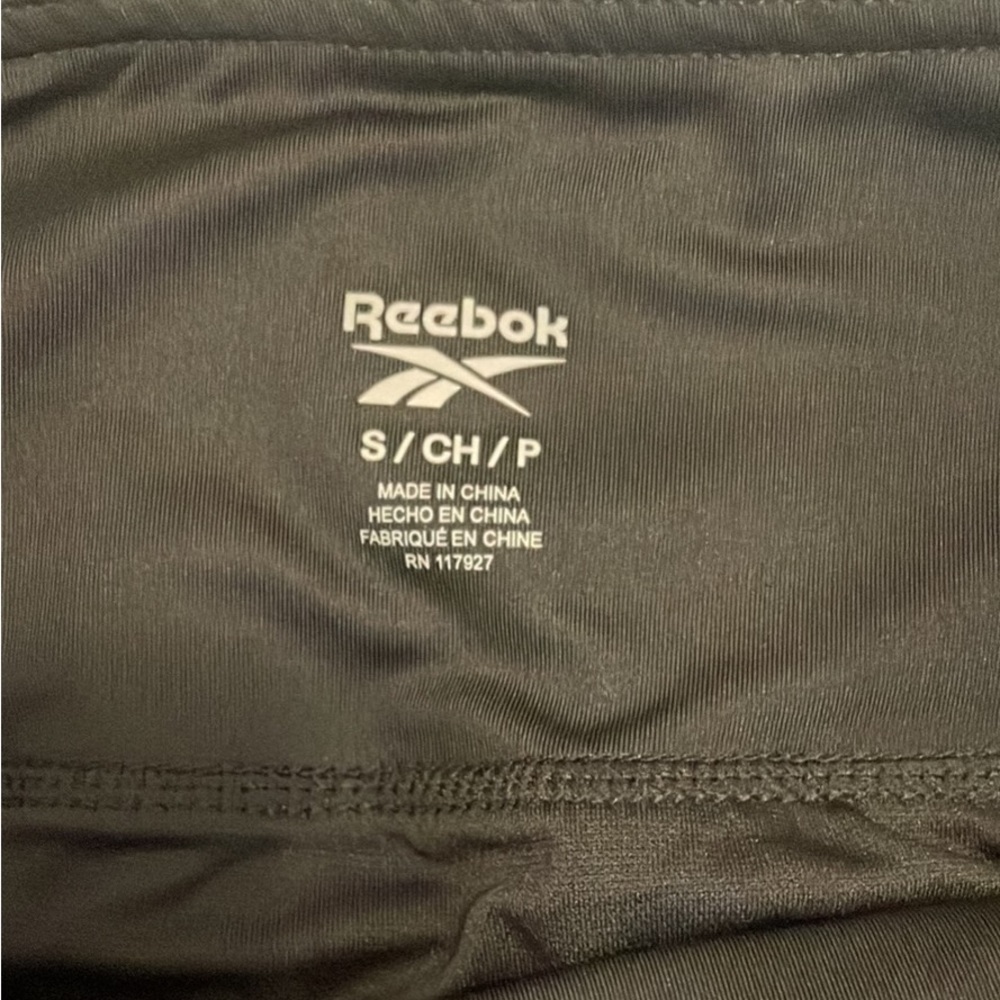 Reebok
S / CH / P
MADE IN CHINA
HECHO EN CHINA
FABRIQUÉ EN CHINE
RN 117927